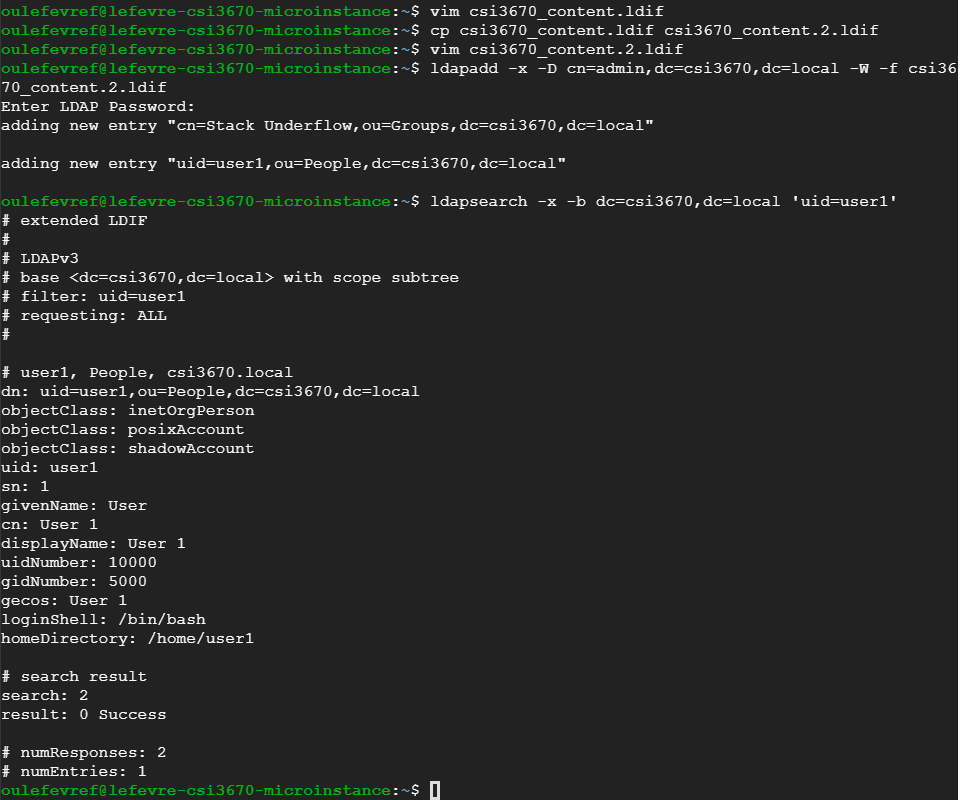 oulefevref@lefevre-csi3670-microinstance:~$ vim csi3670_content.ldif
oulefevref@lefevre-csi3670-microinstance:~$ cp csi3670_content.ldif csi3670_content.2.ldif
oulefevref@lefevre-csi3670-microinstance:~$ vim csi3670_content.2.ldif
oulefevref@lefevre-csi3670-microinstance:~$ ldapadd -x -D cn=admin,dc=csi3670,dc=local -W -f csi36
70_content.2.ldif
Enter LDAP Password:
adding new entry "cn=Stack Underflow,ou=Groups,dc=csi3670,dc=local"
adding new entry "uid=user1,ou=People,dc=csi3670,dc=local"
oulefevref@lefevre-csi3670-microinstance:~$ ldapsearch -x -b dc=csi3670,dc=local 'uid=user1'
# extended LDIF
#
# LDAPv3
# base <dc=csi3670,dc=local> with scope subtree
# filter: uid=user1
# requesting: ALL
#
# user1, People, csi3670.local
dn: uid=user1,ou=People,dc=csi3670,dc=local
objectClass: inetOrgPerson
objectClass: posixAccount
objectClass: shadowAccount
uid: user1
sn: 1
givenName: User
cn: User 1
displayName: User 1
uidNumber: 10000
gidNumber: 5000
gecos: User 1
loginShell: /bin/bash
homeDirectory: /home/user1
# search result
search: 2
result: 0 Success
# numResponses: 2
# numEntries: 1
oulefevref@lefevre-csi3670-microinstance:~$